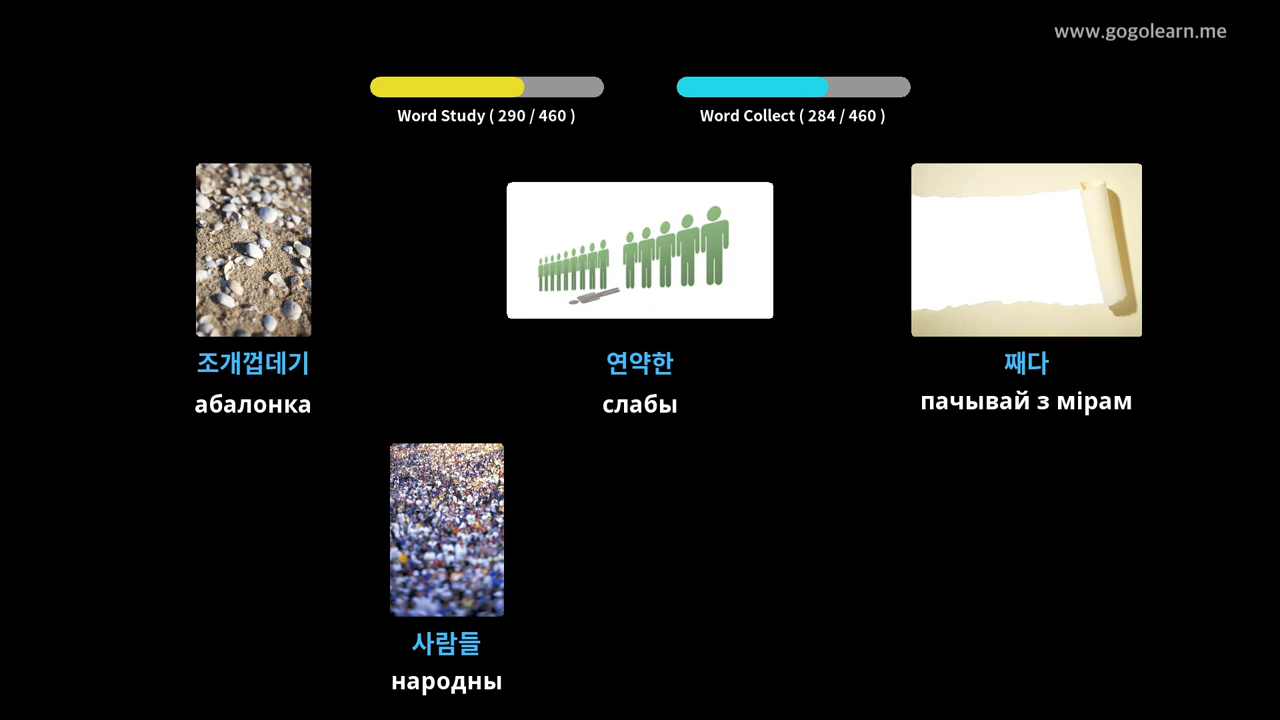 www.gogolearn.me
Word Study ( 290 / 460 )
Word Collect ( 284 / 460 )
조개껍데기
абалонка
연약한
слабы
째다
пачывай з мірам
사람들
народны